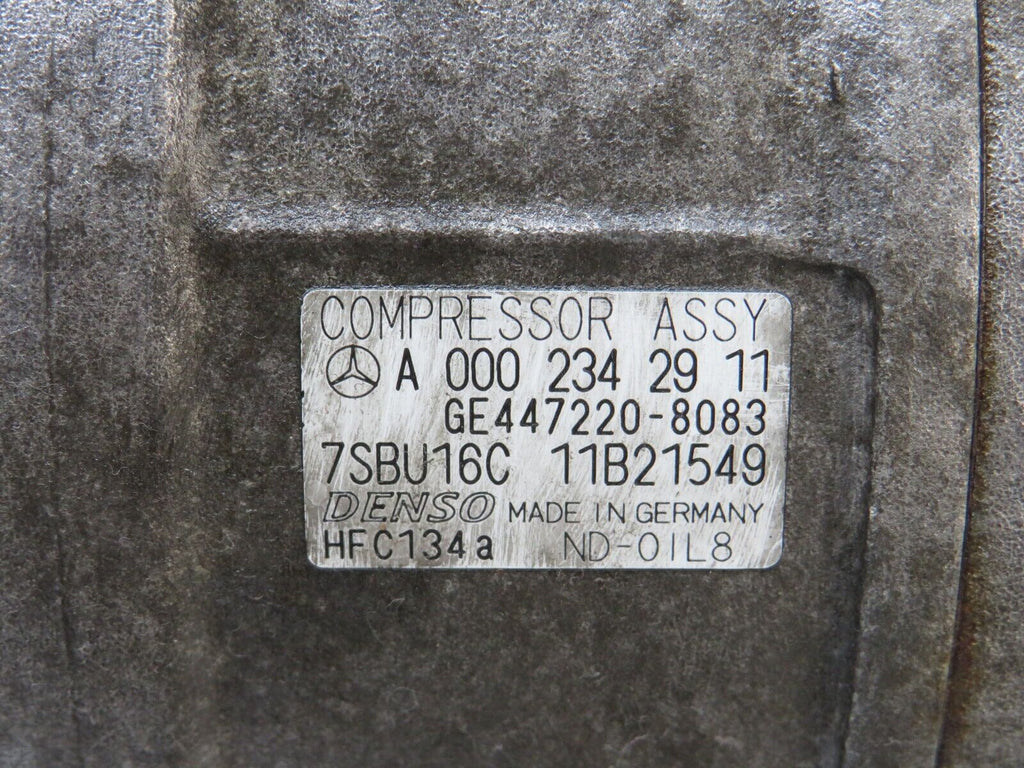 COMPRESSOR ASSY
A 000 234 29 11
GE447220-8083
7SBU16C 11B21549
DENSO MADE IN GERMANY
HFC134a ND-OIL8